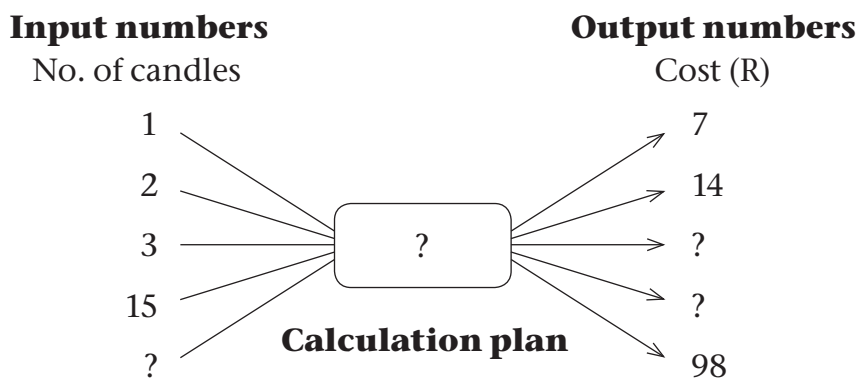 Input numbers Output numbers
No. of candles Cost (R)
1 7
2 14
3 ? ?
15 ?
Calculation plan
? 98